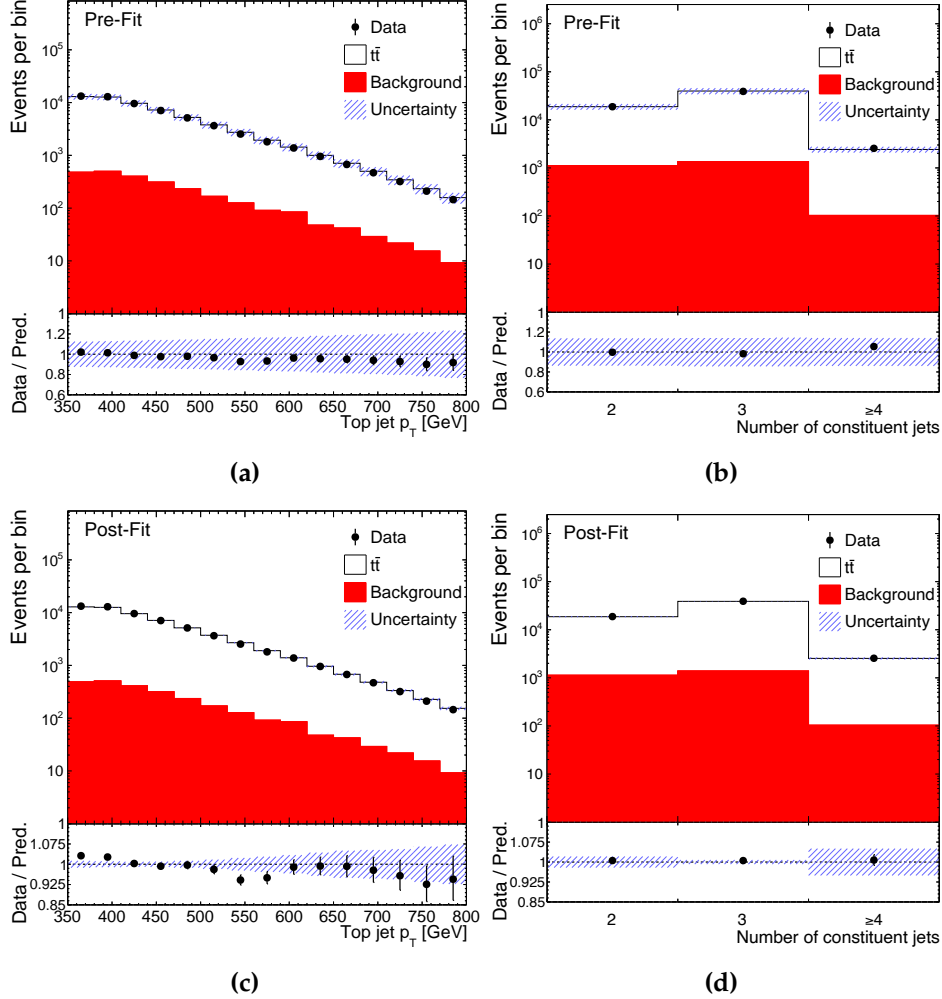 Pre-Fit
Data
tt̄
Background
Uncertainty
Events per bin
10⁵
10⁴
10³
10²
10
1
Data / Pred.
1.2
1
0.8
0.6
350 400 450 500 550 600 650 700 750 800
Top jet p_T [GeV]
(a)
Pre-Fit
Data
tt̄
Background
Uncertainty
Events per bin
10⁶
10⁵
10⁴
10³
10²
10
1
Data / Pred.
1.2
1.0
0.8
0.6
2 3 ≥4
Number of constituent jets
(b)
Post-Fit
Data
tt̄
Background
Uncertainty
Events per bin
10⁵
10⁴
10³
10²
10
1
Data / Pred.
1.075
1
0.925
0.85
350 400 450 500 550 600 650 700 750 800
Top jet p_T [GeV]
(c)
Post-Fit
Data
tt̄
Background
Uncertainty
Events per bin
10⁶
10⁵
10⁴
10³
10²
10
1
Data / Pred.
1.075
1
0.925
0.85
2 3 ≥4
Number of constituent jets
(d)